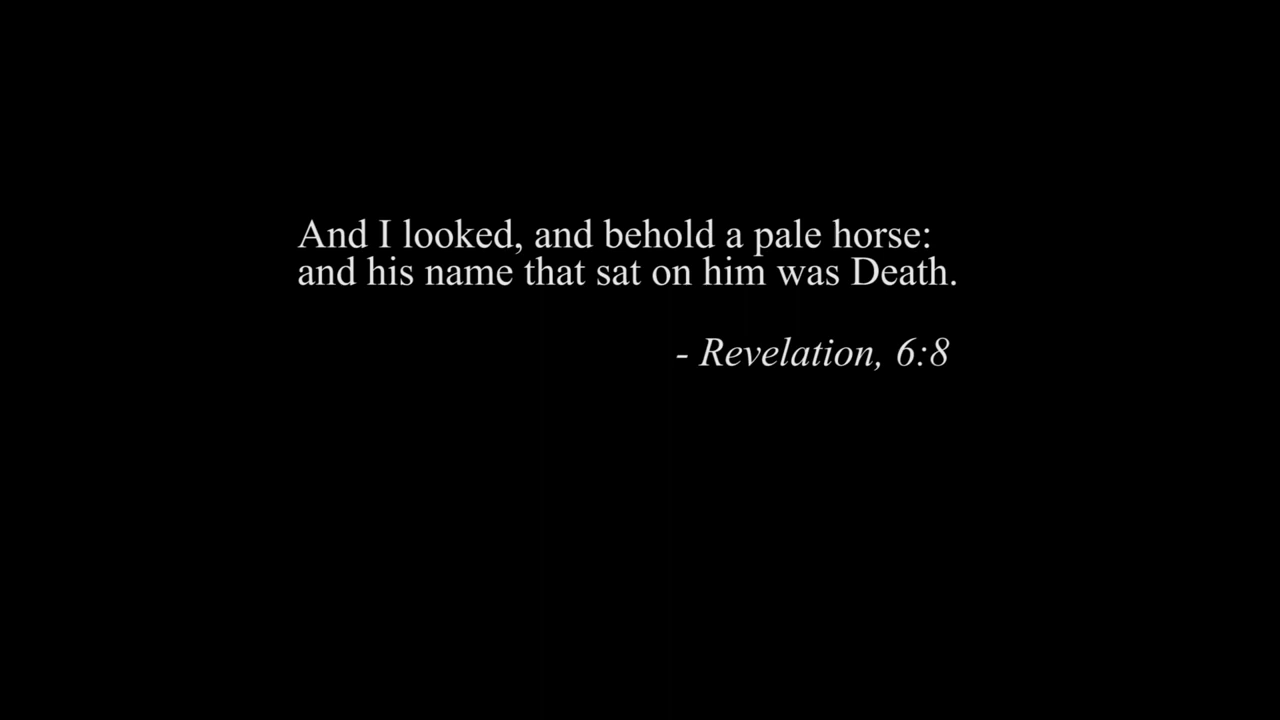 And I looked, and behold a pale horse:
and his name that sat on him was Death.
- Revelation, 6:8